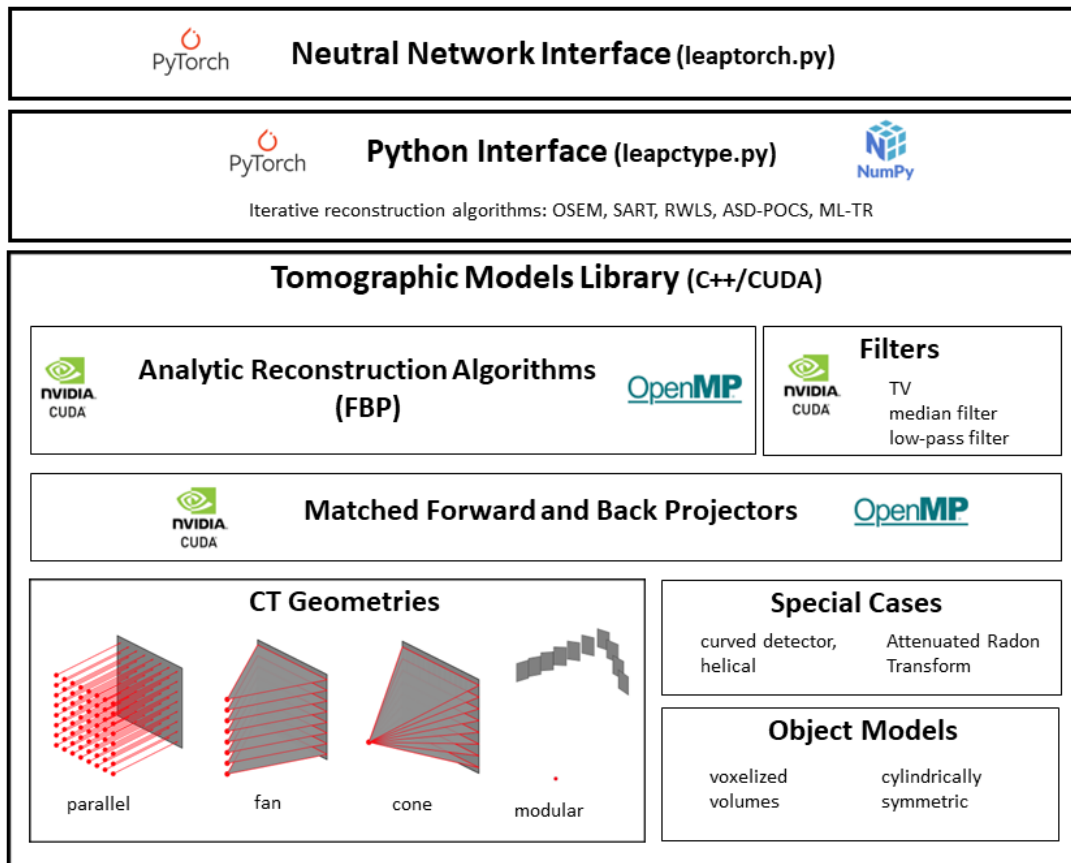 PyTorch
Neutral Network Interface (leaptorch.py)
PyTorch
Python Interface (leapctype.py)
NumPy
Iterative reconstruction algorithms: OSEM, SART, RWLS, ASD-POCS, ML-TR
Tomographic Models Library (C++/CUDA)
NVIDIA.
CUDA
Analytic Reconstruction Algorithms
(FBP)
OpenMP
NVIDIA.
CUDA
Filters
TV
median filter
low-pass filter
NVIDIA.
CUDA
Matched Forward and Back Projectors
OpenMP
CT Geometries
parallel
fan
cone
modular
Special Cases
curved detector,
helical
Attenuated Radon
Transform
Object Models
voxelized
volumes
cylindrically
symmetric